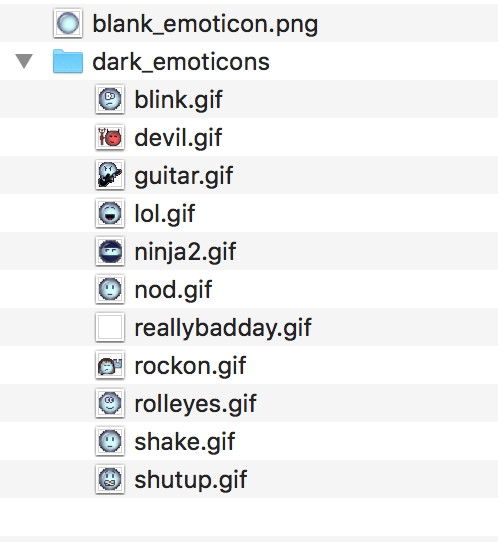 blank_emoticon.png
dark_emoticons
blink.gif
devil.gif
guitar.gif
lol.gif
ninja2.gif
nod.gif
reallybadday.gif
rockon.gif
rolleyes.gif
shake.gif
shutup.gif